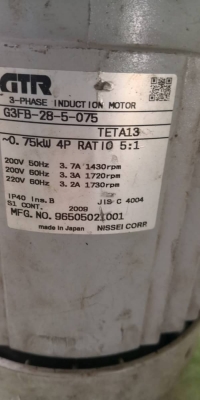 GTR
3-PHASE INDUCTION MOTOR
G3FB-28-5-075
TETA13
~0.75kW 4P RATIO 5:1
200V 50Hz 3.7A 1430rpm
200V 60Hz 3.3A 1720rpm
220V 60Hz 3.2A 1730rpm
IP40 Ins.B JIS C 4004
S1 CONT. 2009
MFG.NO. 96505021001
made in Japan NISSEI CORP.